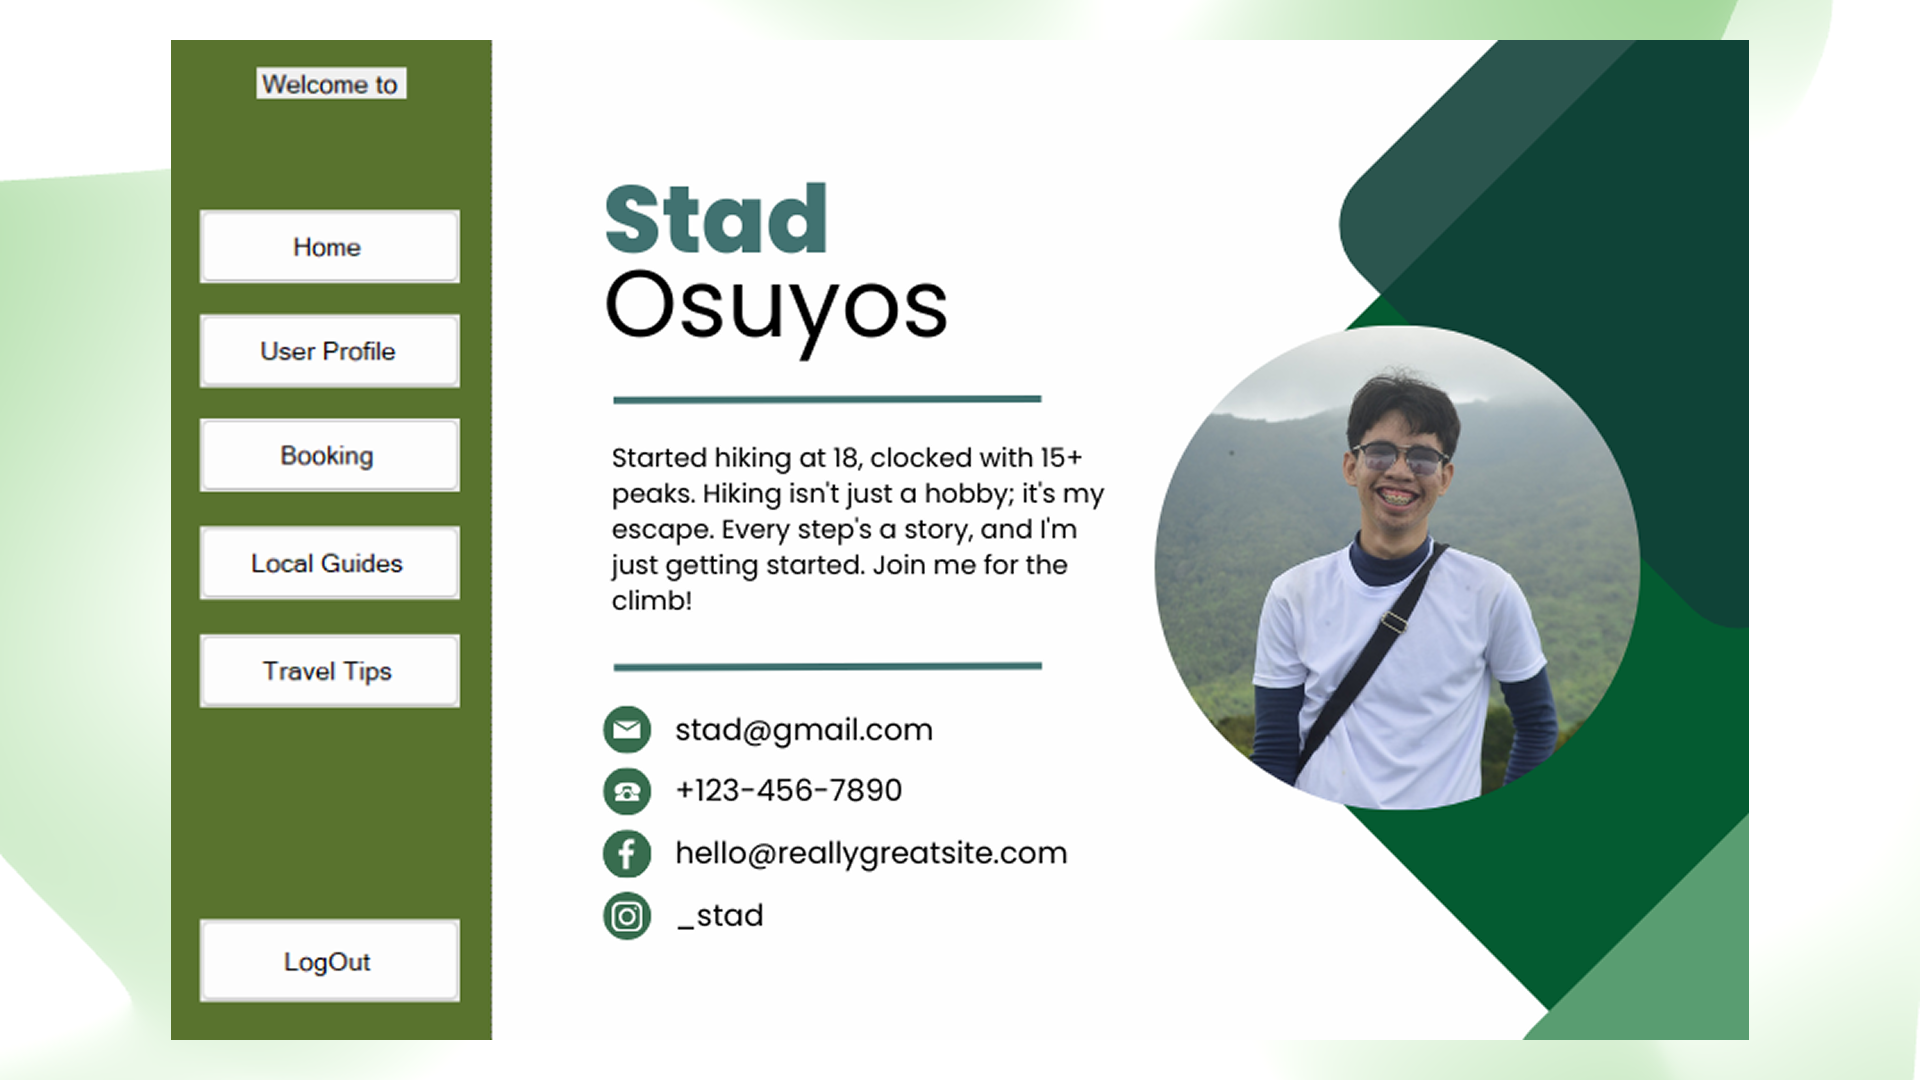 Welcome to
Home
User Profile
Booking
Local Guides
Travel Tips
LogOut
Stad
Osuyos
Started hiking at 18, clocked with 15+
peaks. Hiking isn't just a hobby; it's my
escape. Every step's a story, and I'm
just getting started. Join me for the
climb!
stad@gmail.com
+123-456-7890
hello@reallygreatsite.com
_stad